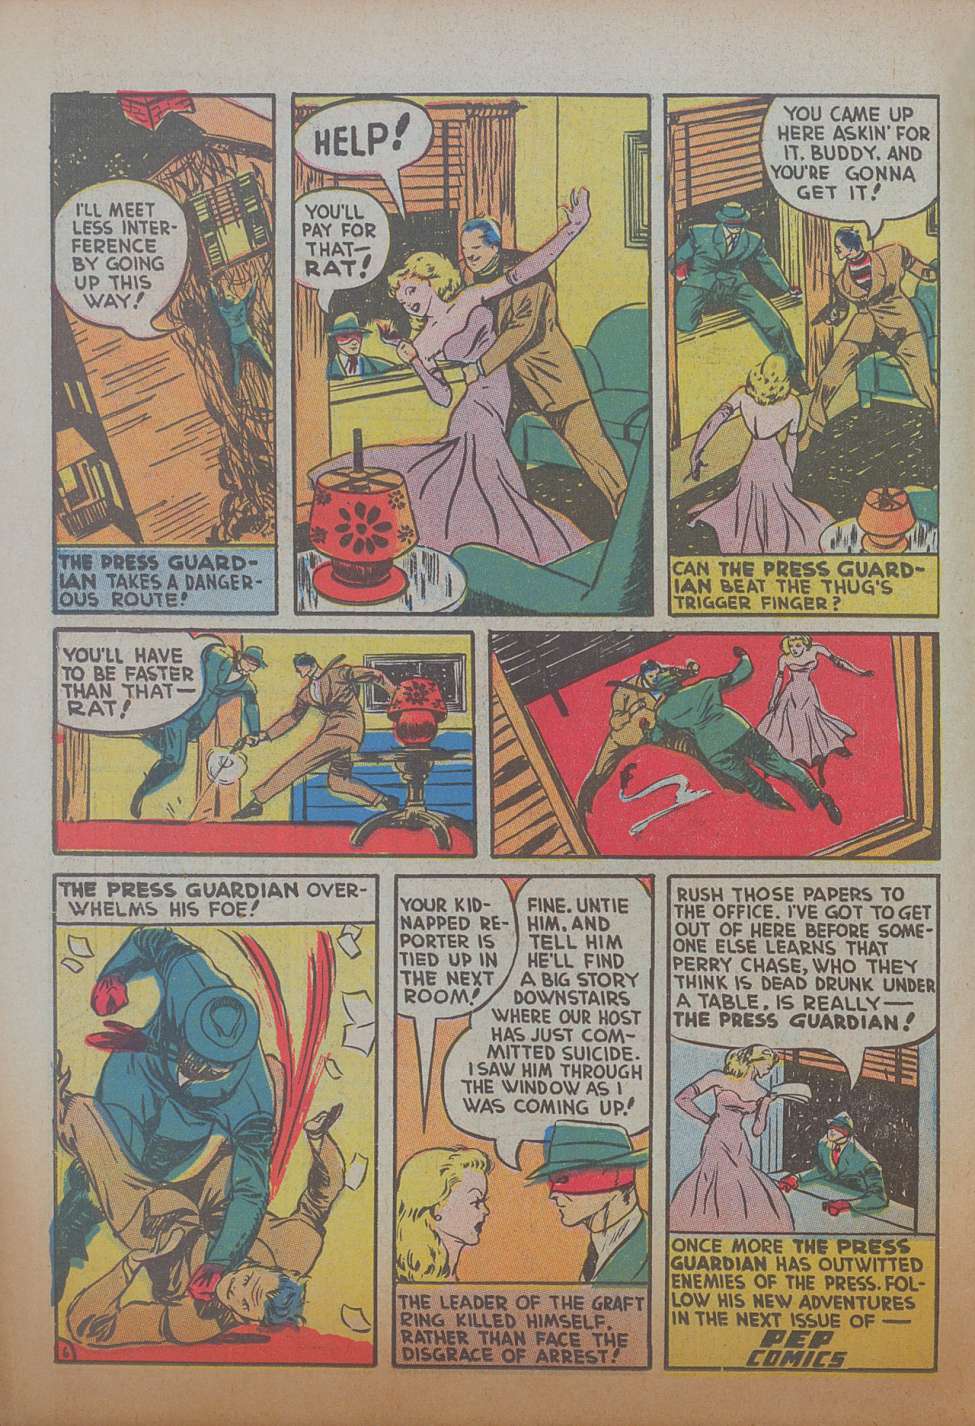 I'LL MEET
LESS INTER-
FERENCE
BY GOING
UP THIS
WAY!
THE PRESS GUARD-
IAN TAKES A DANGER-
OUS ROUTE!
HELP!
YOU'LL
PAY FOR
THAT—
RAT!
YOU CAME UP
HERE ASKIN' FOR
IT, BUDDY, AND
YOU'RE GONNA
GET IT!
CAN THE PRESS GUARD-
IAN BEAT THE THUG'S
TRIGGER FINGER?
YOU'LL HAVE
TO BE FASTER
THAN THAT—
RAT!
THE PRESS GUARDIAN OVER-
WHELMS HIS FOE!
6
YOUR KID-
NAPPED RE-
PORTER IS
TIED UP IN
THE NEXT
ROOM!
FINE. UNTIE
HIM. AND
TELL HIM
HE'LL FIND
A BIG STORY
DOWNSTAIRS
WHERE OUR HOST
HAS JUST COM-
MITTED SUICIDE.
I SAW HIM THROUGH
THE WINDOW AS I
WAS COMING UP!
THE LEADER OF THE GRAFT
RING KILLED HIMSELF,
RATHER THAN FACE THE
DISGRACE OF ARREST!
RUSH THOSE PAPERS TO
THE OFFICE. I'VE GOT TO GET
OUT OF HERE BEFORE SOME-
ONE ELSE LEARNS THAT
PERRY CHASE, WHO THEY
THINK IS DEAD DRUNK UNDER
A TABLE, IS REALLY—
THE PRESS GUARDIAN!
ONCE MORE THE PRESS
GUARDIAN HAS OUTWITTED
ENEMIES OF THE PRESS. FOL-
LOW HIS NEW ADVENTURES
IN THE NEXT ISSUE OF—
PEP
COMICS